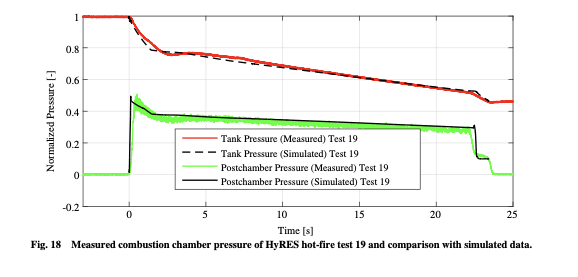 1
0.8
0.6
0.4
0.2
0
-0.2
Normalized Pressure [-]
Tank Pressure (Measured) Test 19
Tank Pressure (Simulated) Test 19
Postchamber Pressure (Measured) Test 19
Postchamber Pressure (Simulated) Test 19
0 5 10 15 20 25
Time [s]
Fig. 18 Measured combustion chamber pressure of HyRES hot-fire test 19 and comparison with simulated data.